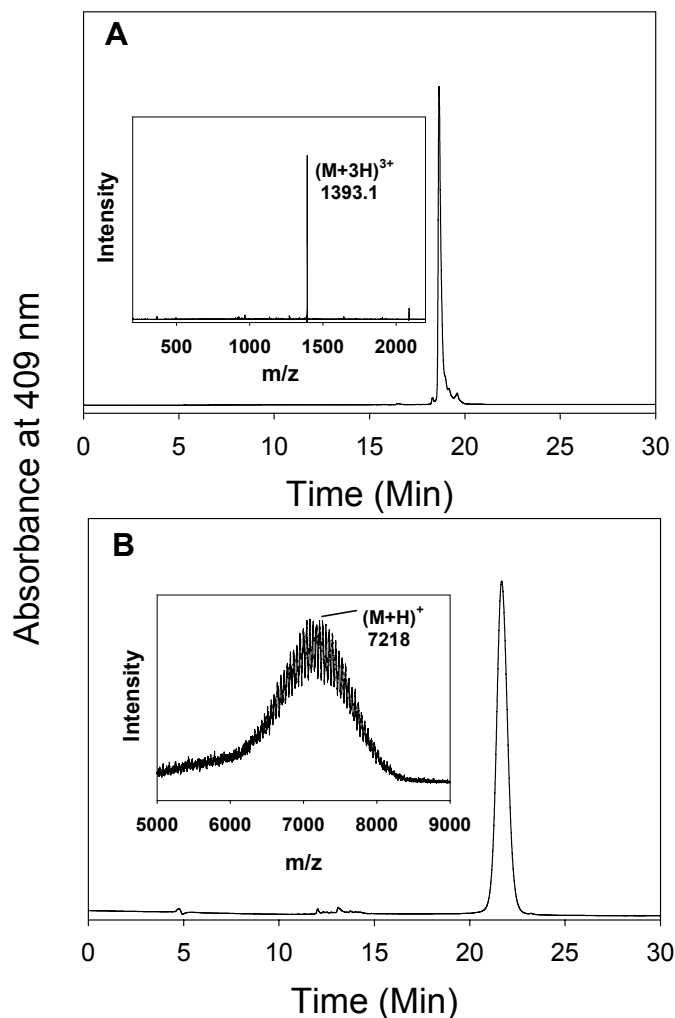 Absorbance at 409 nm
A
Intensity
(M+3H)3+
1393.1
500 1000 1500 2000
m/z
0 5 10 15 20 25 30
Time (Min)
B
Intensity
(M+H)+
7218
5000 6000 7000 8000 9000
m/z
0 5 10 15 20 25 30
Time (Min)